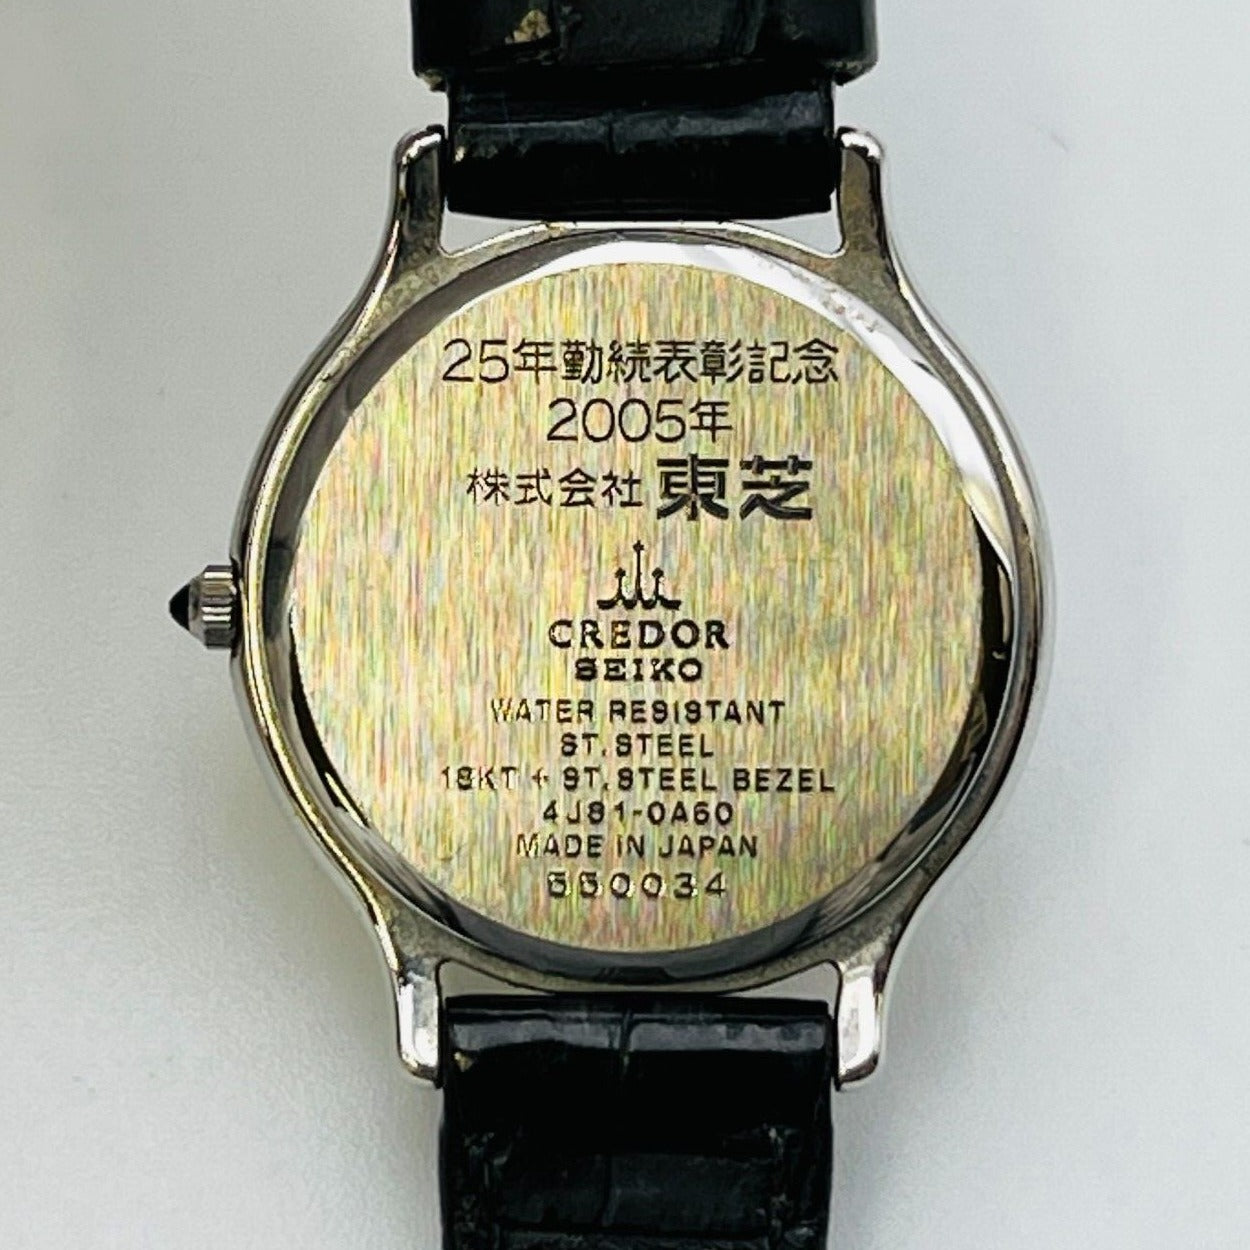 25年勤続表彰記念
2005年
株式会社 東芝
CREDOR
SEIKO
WATER RESISTANT
ST.STEEL
18KT + ST.STEEL BEZEL
4J81-0A60
MADE IN JAPAN
550034